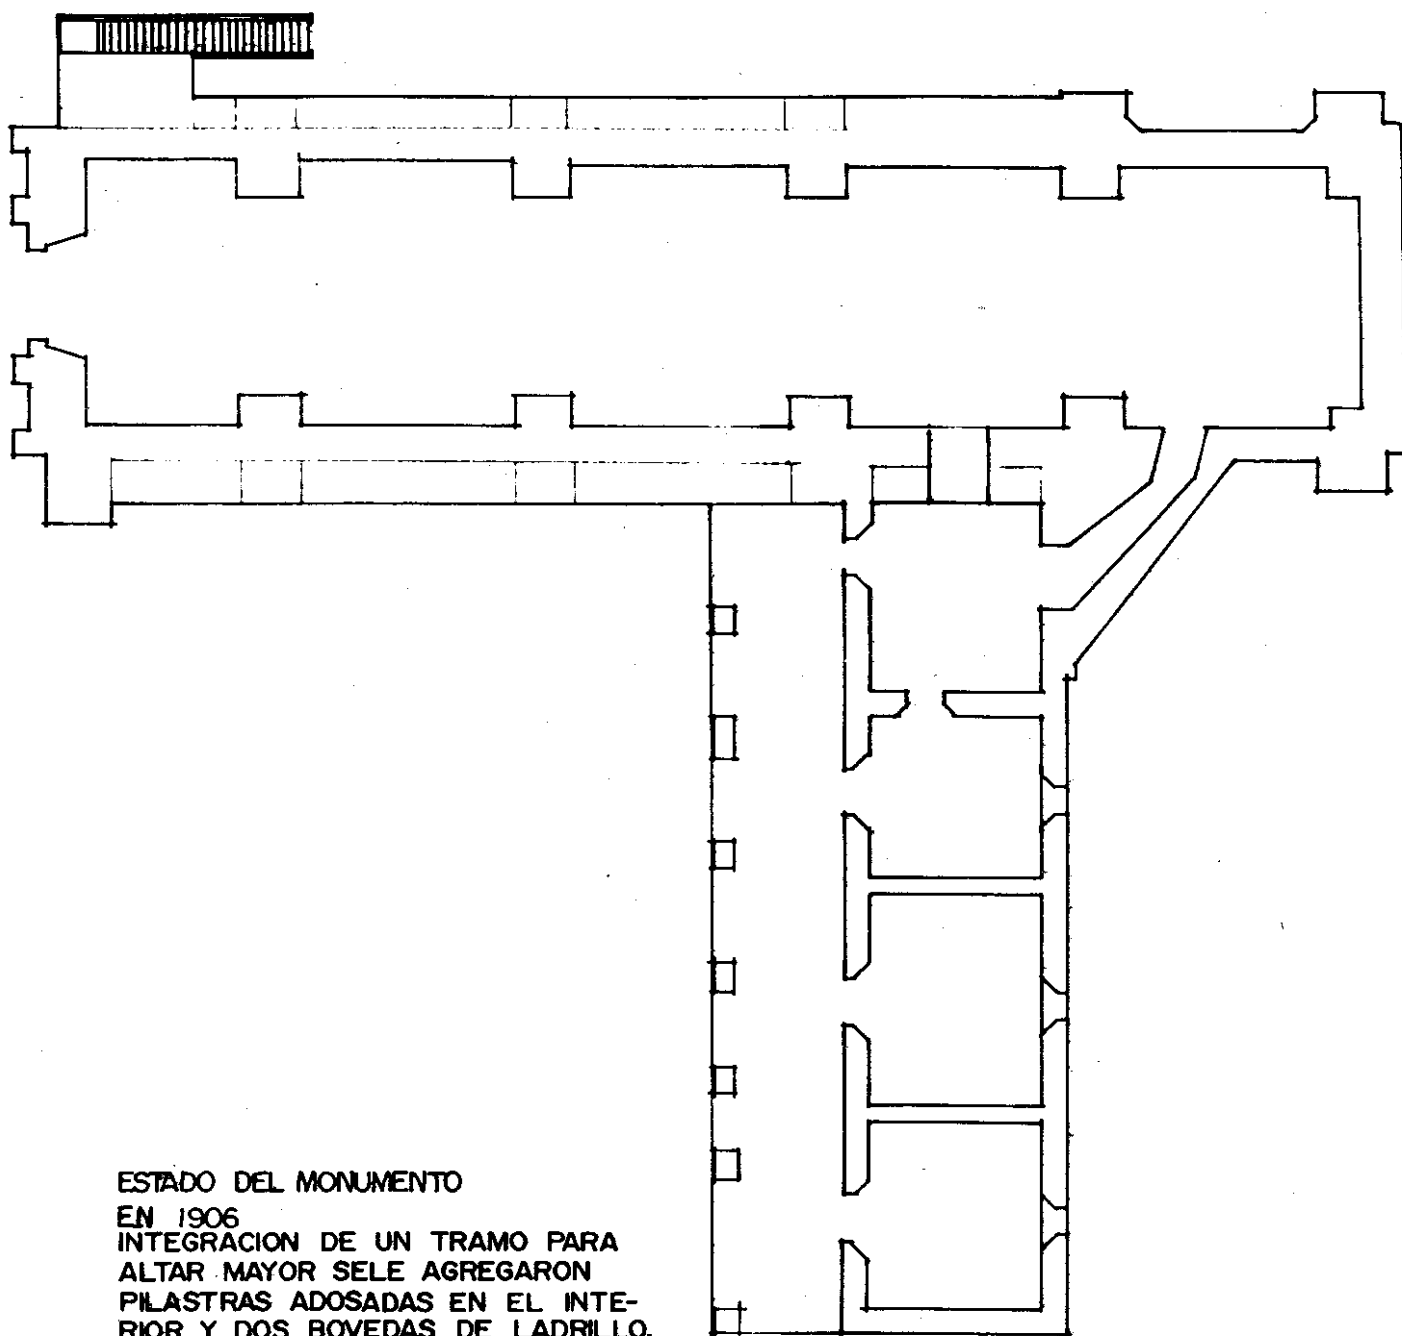 ESTADO DEL MONUMENTO
EN 1906
INTEGRACION DE UN TRAMO PARA
ALTAR MAYOR SELE AGREGARON
PILASTRAS ADOSADAS EN EL INTE-
RIOR Y DOS BOVEDAS DE LADRILLO.